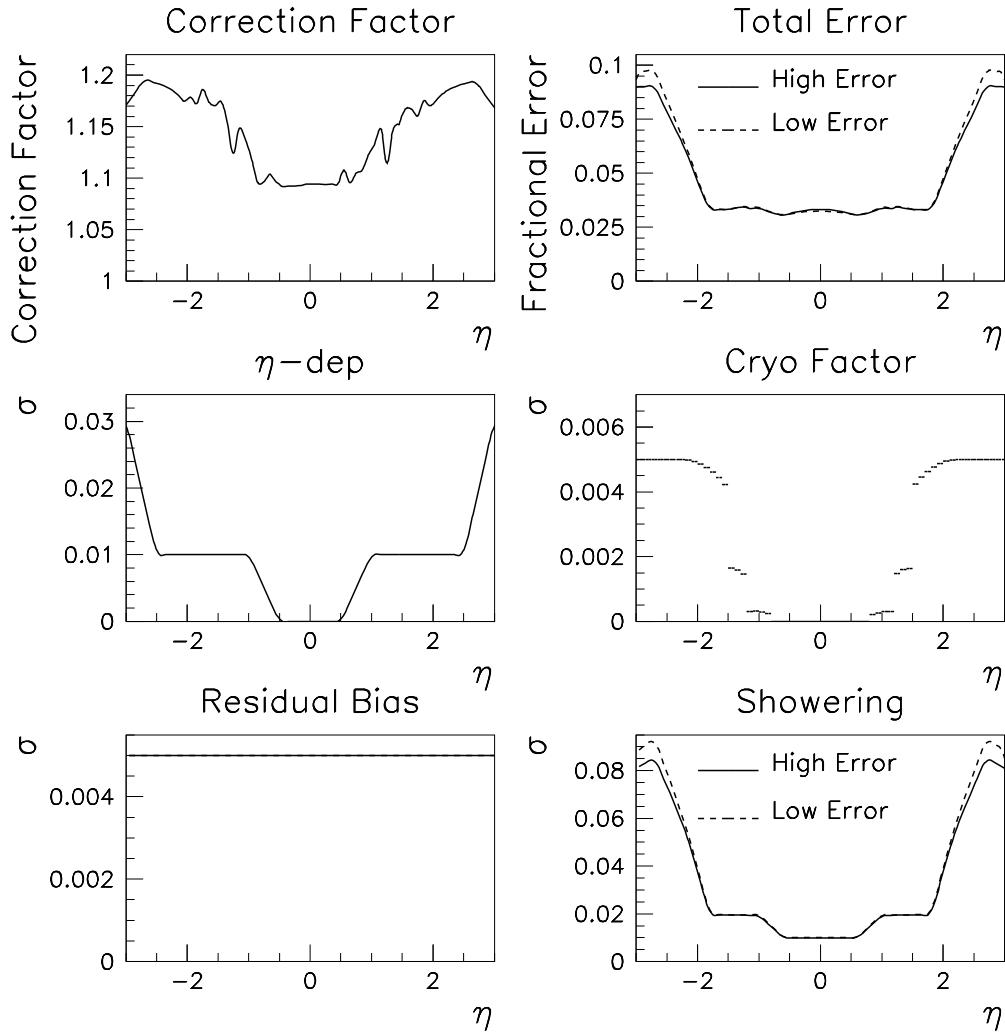 Correction Factor
Correction Factor
1.2
1.15
1.1
1.05
1
−2
0
2
η
Total Error
Fractional Error
0.1
0.075
0.05
0.025
0
High Error
Low Error
−2
0
2
η
η−dep
σ
0.03
0.02
0.01
0
−2
0
2
η
Cryo Factor
σ
0.006
0.004
0.002
0
−2
0
2
η
Residual Bias
σ
0.004
0.002
0
−2
0
2
η
Showering
σ
0.08
0.06
0.04
0.02
0
High Error
Low Error
−2
0
2
η